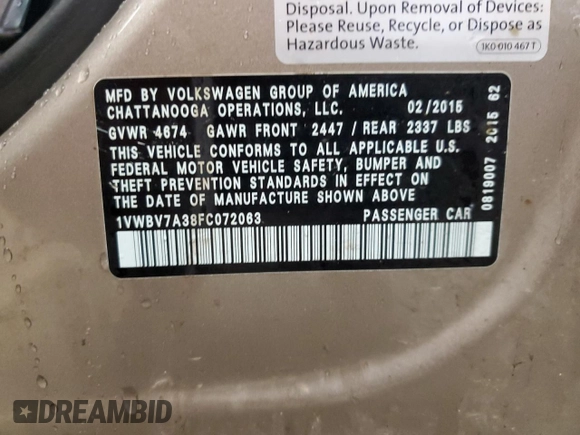 Disposal. Upon Removal of Devices:
Please Reuse, Recycle, or Dispose as
Hazardous Waste.
1K0 010 467 T
MFD BY VOLKSWAGEN GROUP OF AMERICA
CHATTANOOGA OPERATIONS, LLC. 02/2015
GVWR 4674 GAWR FRONT 2447 / REAR 2337 LBS
THIS VEHICLE CONFORMS TO ALL APPLICABLE U.S.
FEDERAL MOTOR VEHICLE SAFETY, BUMPER AND
THEFT PREVENTION STANDARDS IN EFFECT ON
THE DATE OF MANUFACTURE SHOWN ABOVE
1VWBV7A38FC072063 PASSENGER CAR
0819007 2015 62
DREAMBID